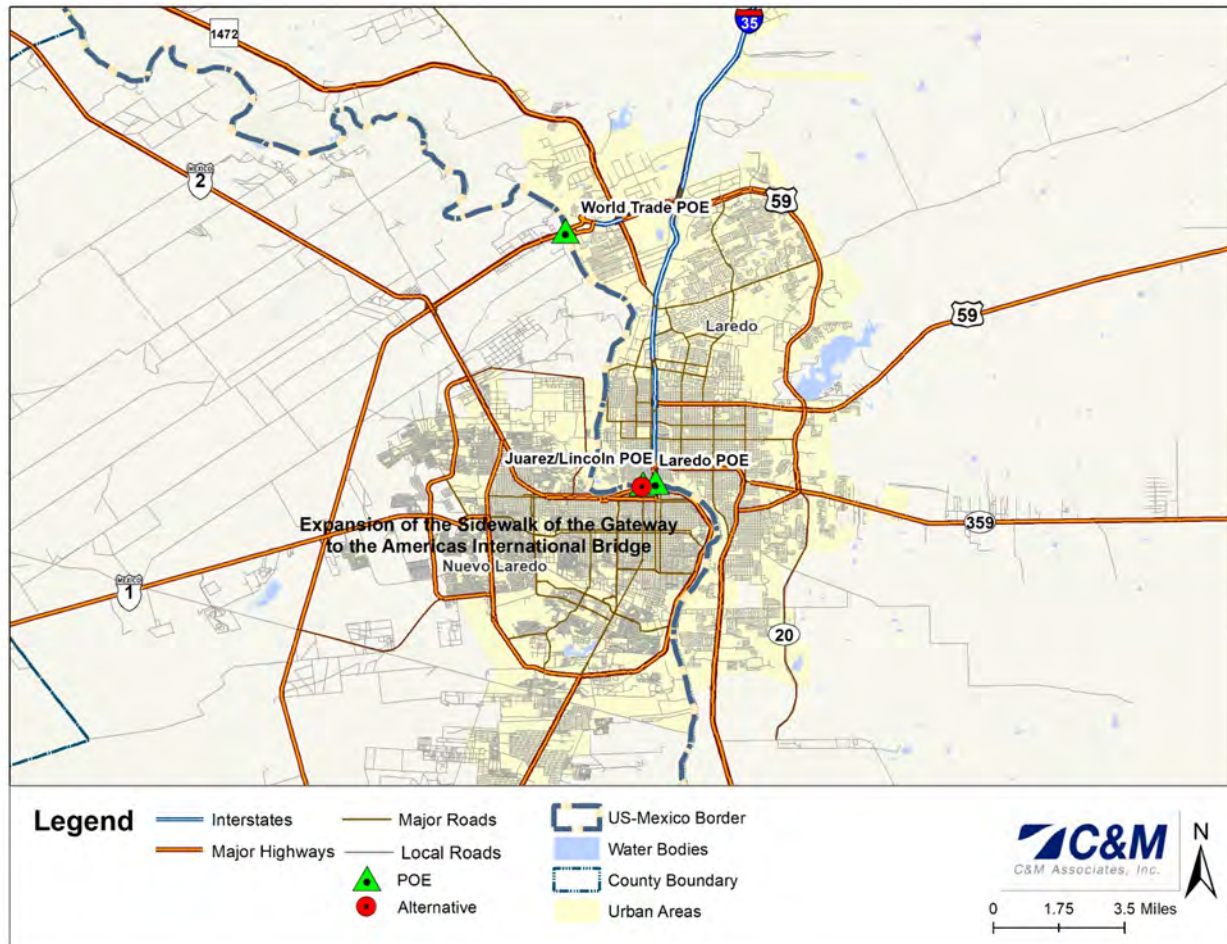 35
1472
MEXICO
2
59
World Trade POE
59
Laredo
Juarez/Lincoln POE
Laredo POE
Expansion of the Sidewalk of the Gateway
to the Americas International Bridge
359
Nuevo Laredo
MEXICO
1
20
Legend
Interstates
Major Highways
Major Roads
Local Roads
POE
Alternative
US-Mexico Border
Water Bodies
County Boundary
Urban Areas
C&M
C&M Associates, Inc.
N
0 1.75 3.5 Miles